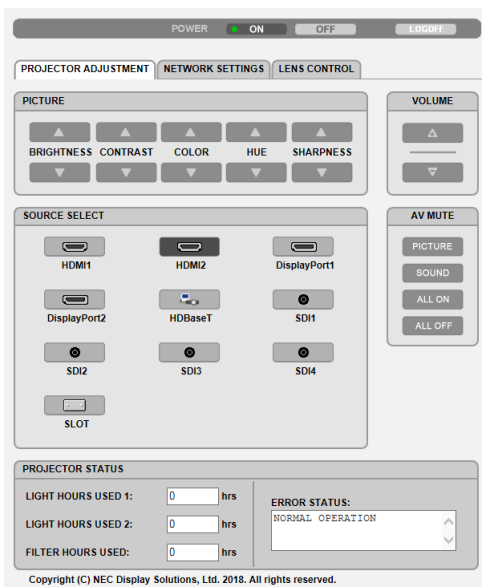 POWER ON OFF LOGOFF
PROJECTOR ADJUSTMENT NETWORK SETTINGS LENS CONTROL
PICTURE
BRIGHTNESS CONTRAST COLOR HUE SHARPNESS
VOLUME
SOURCE SELECT
HDMI1 HDMI2 DisplayPort1
DisplayPort2 HDBaseT SDI1
SDI2 SDI3 SDI4
SLOT
AV MUTE
PICTURE
SOUND
ALL ON
ALL OFF
PROJECTOR STATUS
LIGHT HOURS USED 1: 0 hrs
LIGHT HOURS USED 2: 0 hrs
FILTER HOURS USED: 0 hrs
ERROR STATUS:
NORMAL OPERATION
Copyright (C) NEC Display Solutions, Ltd. 2018. All rights reserved.